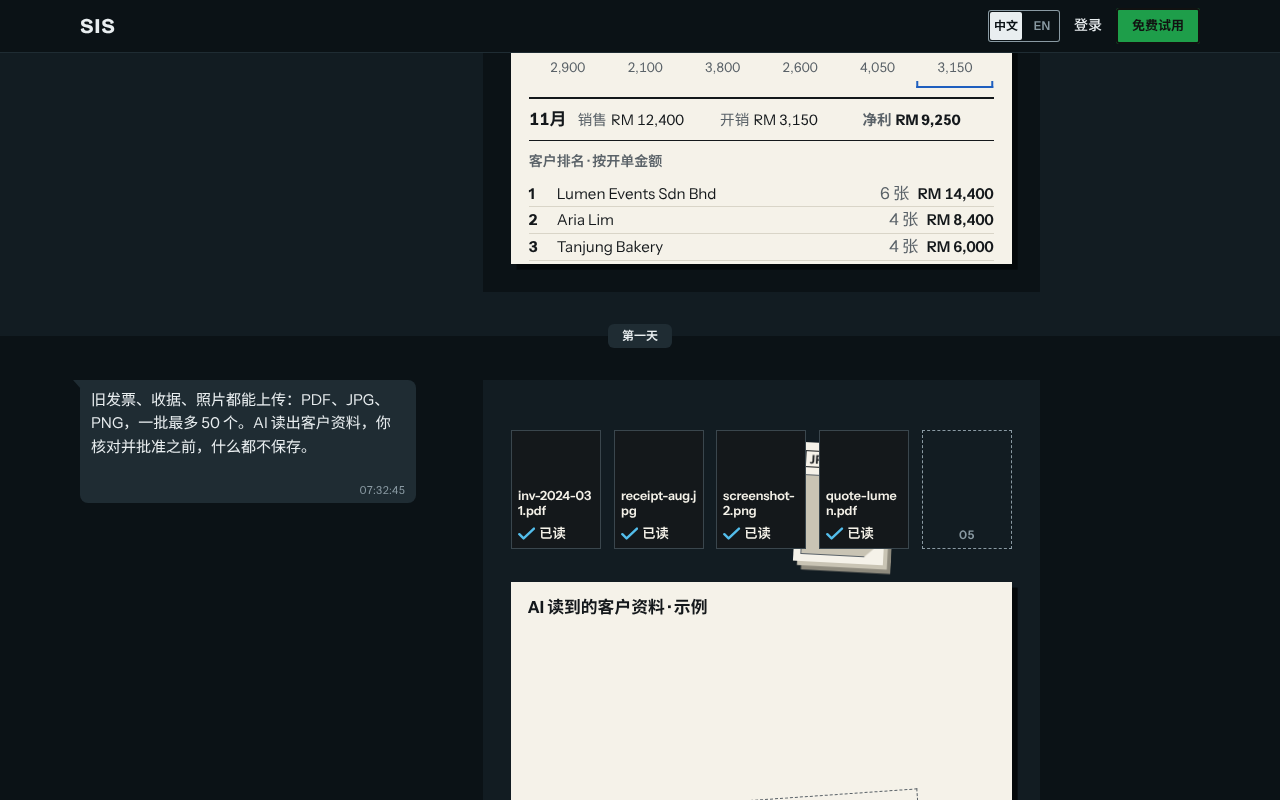 SIS
中文 EN 登录 免费试用
2,900 2,100 3,800 2,600 4,050 3,150
11月 销售 RM 12,400 开销 RM 3,150 净利 RM 9,250
客户排名·按开单金额
1 Lumen Events Sdn Bhd 6 张 RM 14,400
2 Aria Lim 4 张 RM 8,400
3 Tanjung Bakery 4 张 RM 6,000
第一天
旧发票、收据、照片都能上传：PDF、JPG、
PNG，一批最多 50 个。AI 读出客户资料，你
核对并批准之前，什么都不保存。
07:32:45
inv-2024-03
1.pdf
已读
receipt-aug.j
pg
已读
screenshot-
2.png
已读
quote-lume
n.pdf
已读
05
AI 读到的客户资料·示例